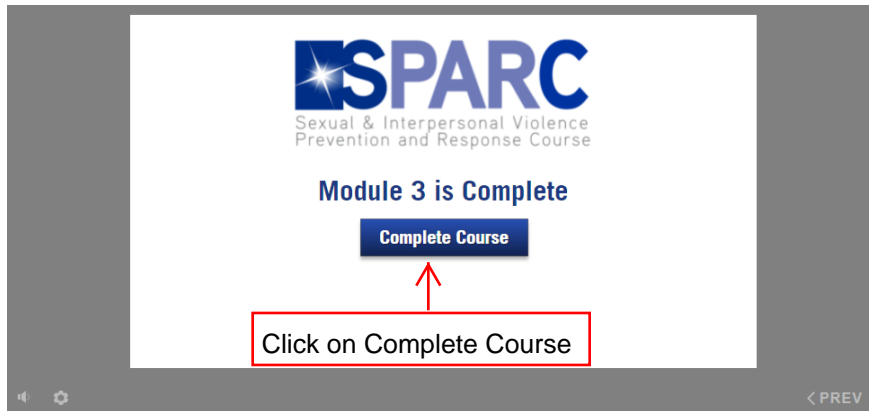 SPARC
Sexual & Interpersonal Violence
Prevention and Response Course
Module 3 is Complete
Complete Course
Click on Complete Course
< PREV